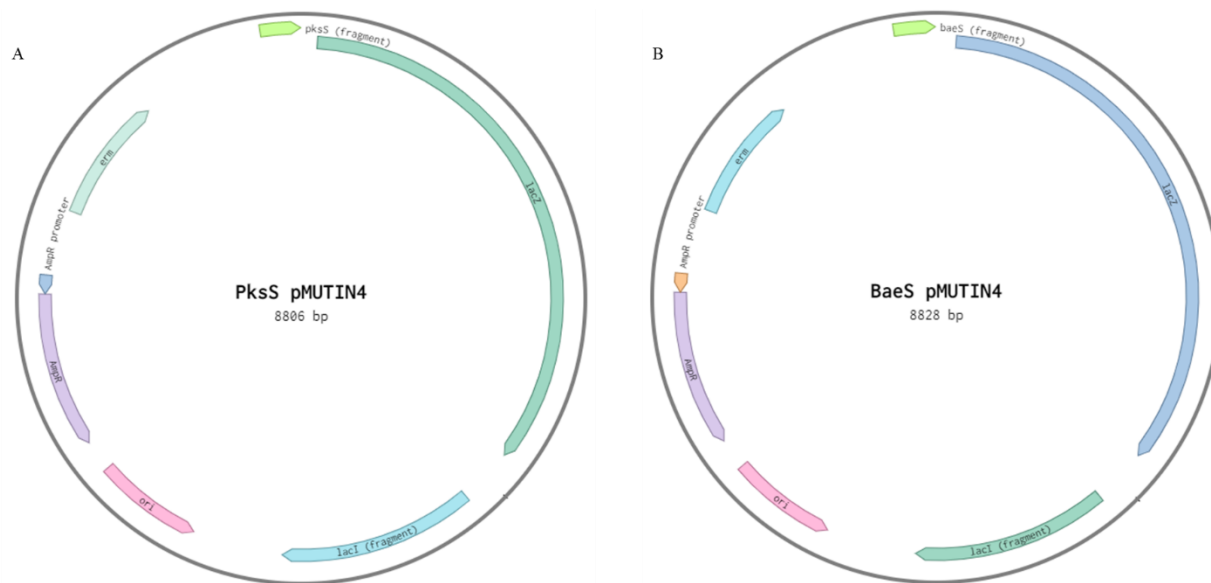 A
pksS (fragment)
erm
lacZ
AmpR promoter
PksS pMUTIN4
8806 bp
AmpR
ori
lacI (fragment)
B
baeS (fragment)
erm
lacZ
AmpR promoter
BaeS pMUTIN4
8828 bp
AmpR
ori
lacI (fragment)